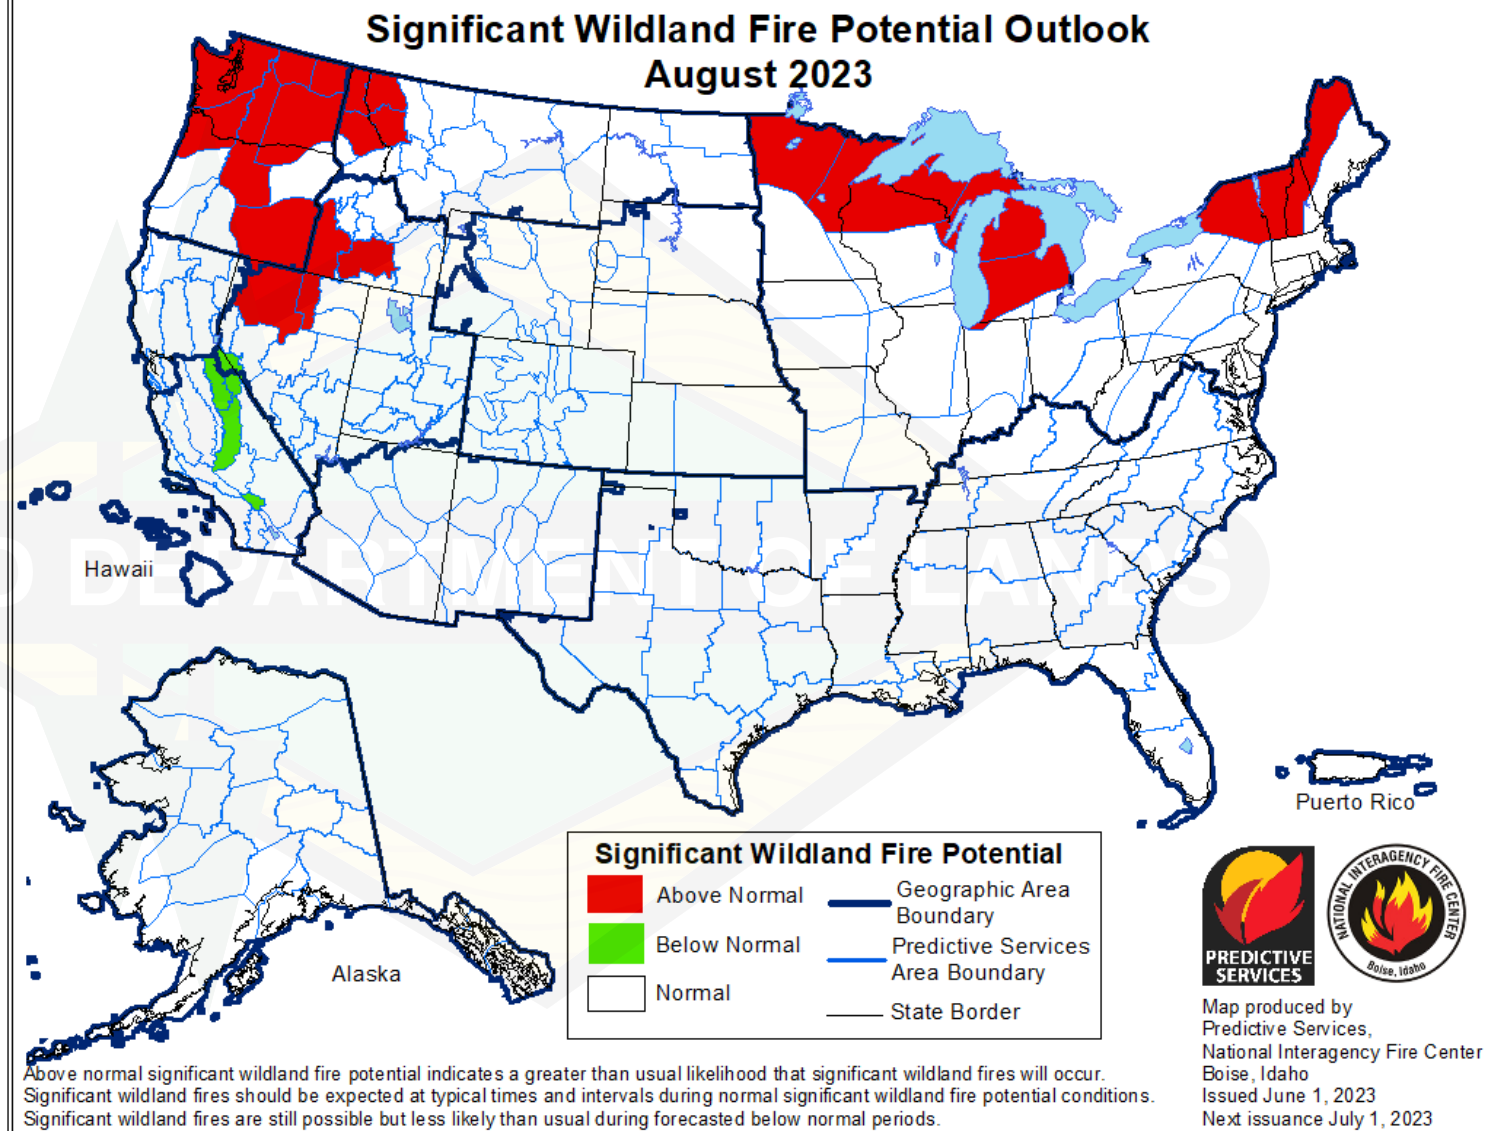 Significant Wildland Fire Potential Outlook
August 2023
DEPARTMENT OF LANDS
Hawaii
Alaska
Puerto Rico
Significant Wildland Fire Potential
Above Normal
Below Normal
Normal
Geographic Area
Boundary
Predictive Services
Area Boundary
State Border
PREDICTIVE
SERVICES
NATIONAL INTERAGENCY FIRE CENTER
Boise, Idaho
Map produced by
Predictive Services,
National Interagency Fire Center
Boise, Idaho
Issued June 1, 2023
Next issuance July 1, 2023
Above normal significant wildland fire potential indicates a greater than usual likelihood that significant wildland fires will occur.
Significant wildland fires should be expected at typical times and intervals during normal significant wildland fire potential conditions.
Significant wildland fires are still possible but less likely than usual during forecasted below normal periods.